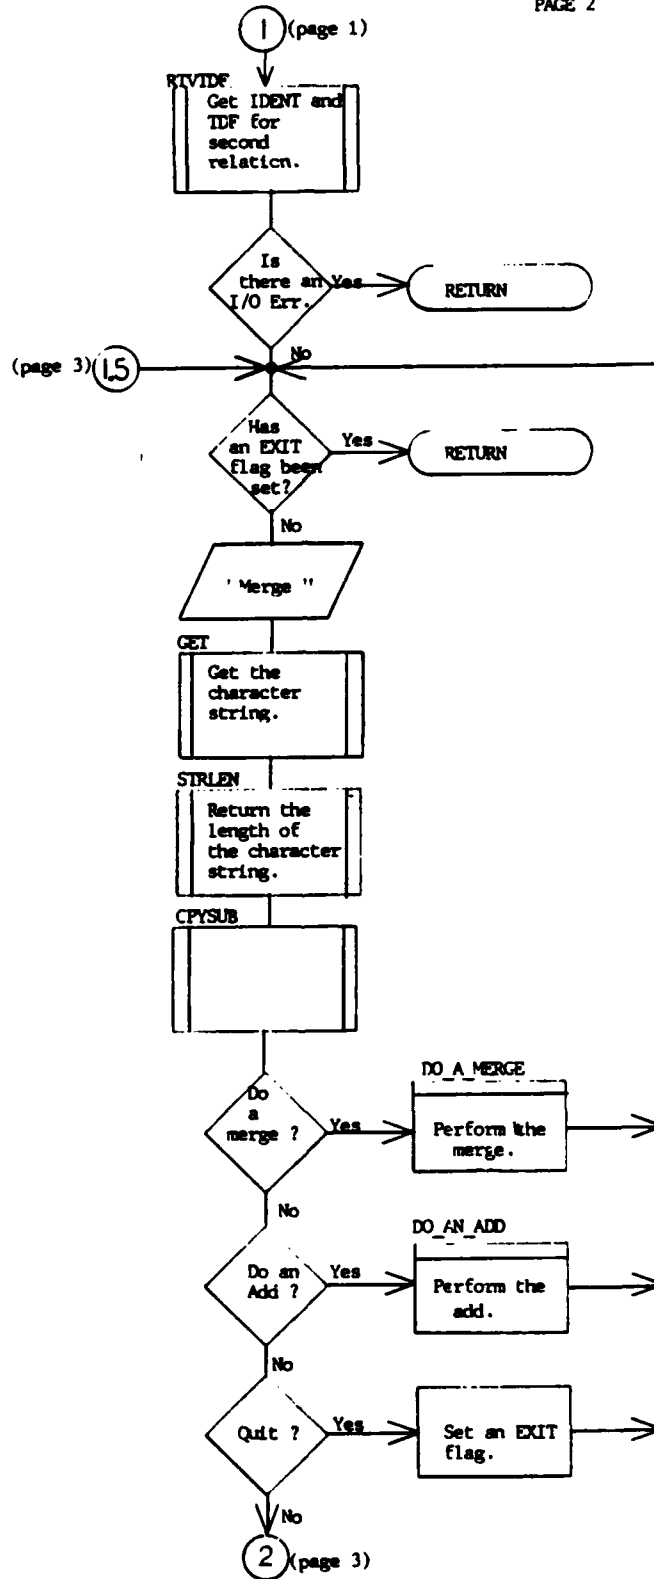 PAGE 2
1 (page 1)
RTVTDF
Get IDENT and
TDF for
second
relation.
Is
there an
I/O Err.
Yes
RETURN
No
(page 3) 1.5
Has
an EXIT
flag been
set?
Yes
RETURN
No
' Merge "
GET
Get the
character
string.
STRLEN
Return the
length of
the character
string.
CPYSUB
Do
a
merge ?
Yes
DO_A_MERGE
Perform the
merge.
No
Do an
Add ?
Yes
DO_AN_ADD
Perform the
add.
No
Quit ?
Yes
Set an EXIT
flag.
No
2 (page 3)